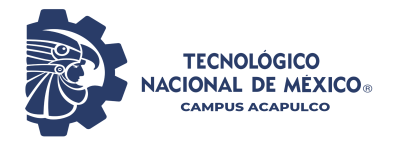 TECNOLÓGICO
NACIONAL DE MÉXICO®
CAMPUS ACAPULCO